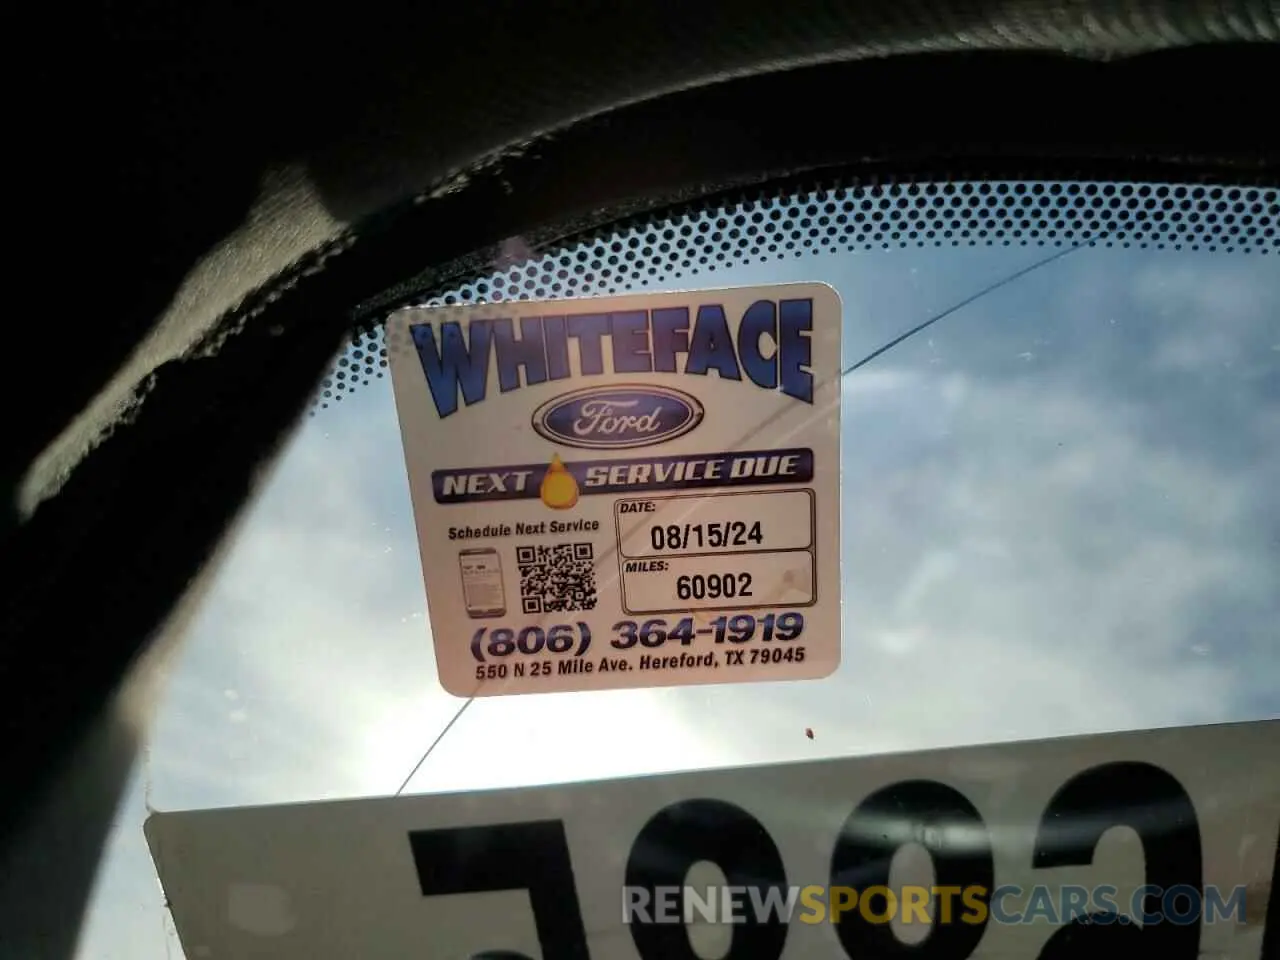 WHITEFACE
Ford
NEXT SERVICE DUE
Schedule Next Service
DATE:
08/15/24
MILES:
60902
(806) 364-1919
550 N 25 Mile Ave. Hereford, TX 79045
RENEWSPORTSCARS.COM